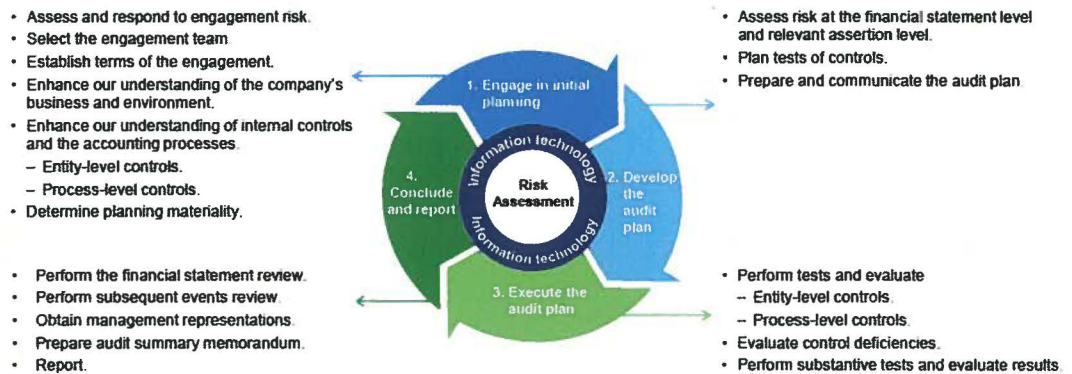 • Assess and respond to engagement risk.
• Select the engagement team
• Establish terms of the engagement.
• Enhance our understanding of the company's
business and environment.
• Enhance our understanding of internal controls
and the accounting processes.
– Entity-level controls.
– Process-level controls.
• Determine planning materiality.
• Assess risk at the financial statement level
and relevant assertion level.
• Plan tests of controls.
• Prepare and communicate the audit plan
1. Engage in initial
planning
Information technology
Risk
Assessment
Information technology
2. Develop
the
audit
plan
4.
Conclude
and report
3. Execute the
audit plan
• Perform the financial statement review.
• Perform subsequent events review.
• Obtain management representations.
• Prepare audit summary memorandum.
• Report.
• Perform tests and evaluate
– Entity-level controls.
– Process-level controls.
• Evaluate control deficiencies.
• Perform substantive tests and evaluate results.